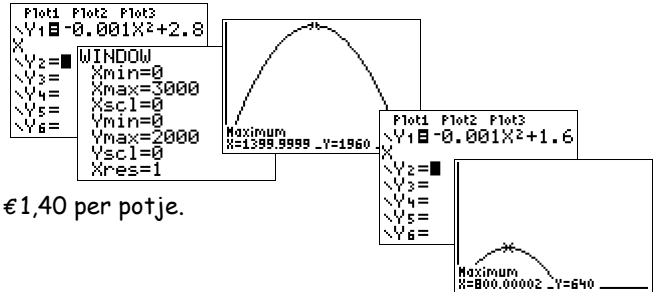 Plot1 Plot2 Plot3
\Y1=-0.001X²+2.8
X
\Y2=
\Y3=
\Y4=
\Y5=
\Y6=
WINDOW
Xmin=0
Xmax=3000
Xscl=0
Ymin=0
Ymax=2000
Yscl=0
Xres=1
Maximum
X=1399.9999 Y=1960
Plot1 Plot2 Plot3
\Y1=-0.001X²+1.6
X
\Y2=
\Y3=
\Y4=
\Y5=
\Y6=
Maximum
X=800.00002 Y=640
€1,40 per potje.